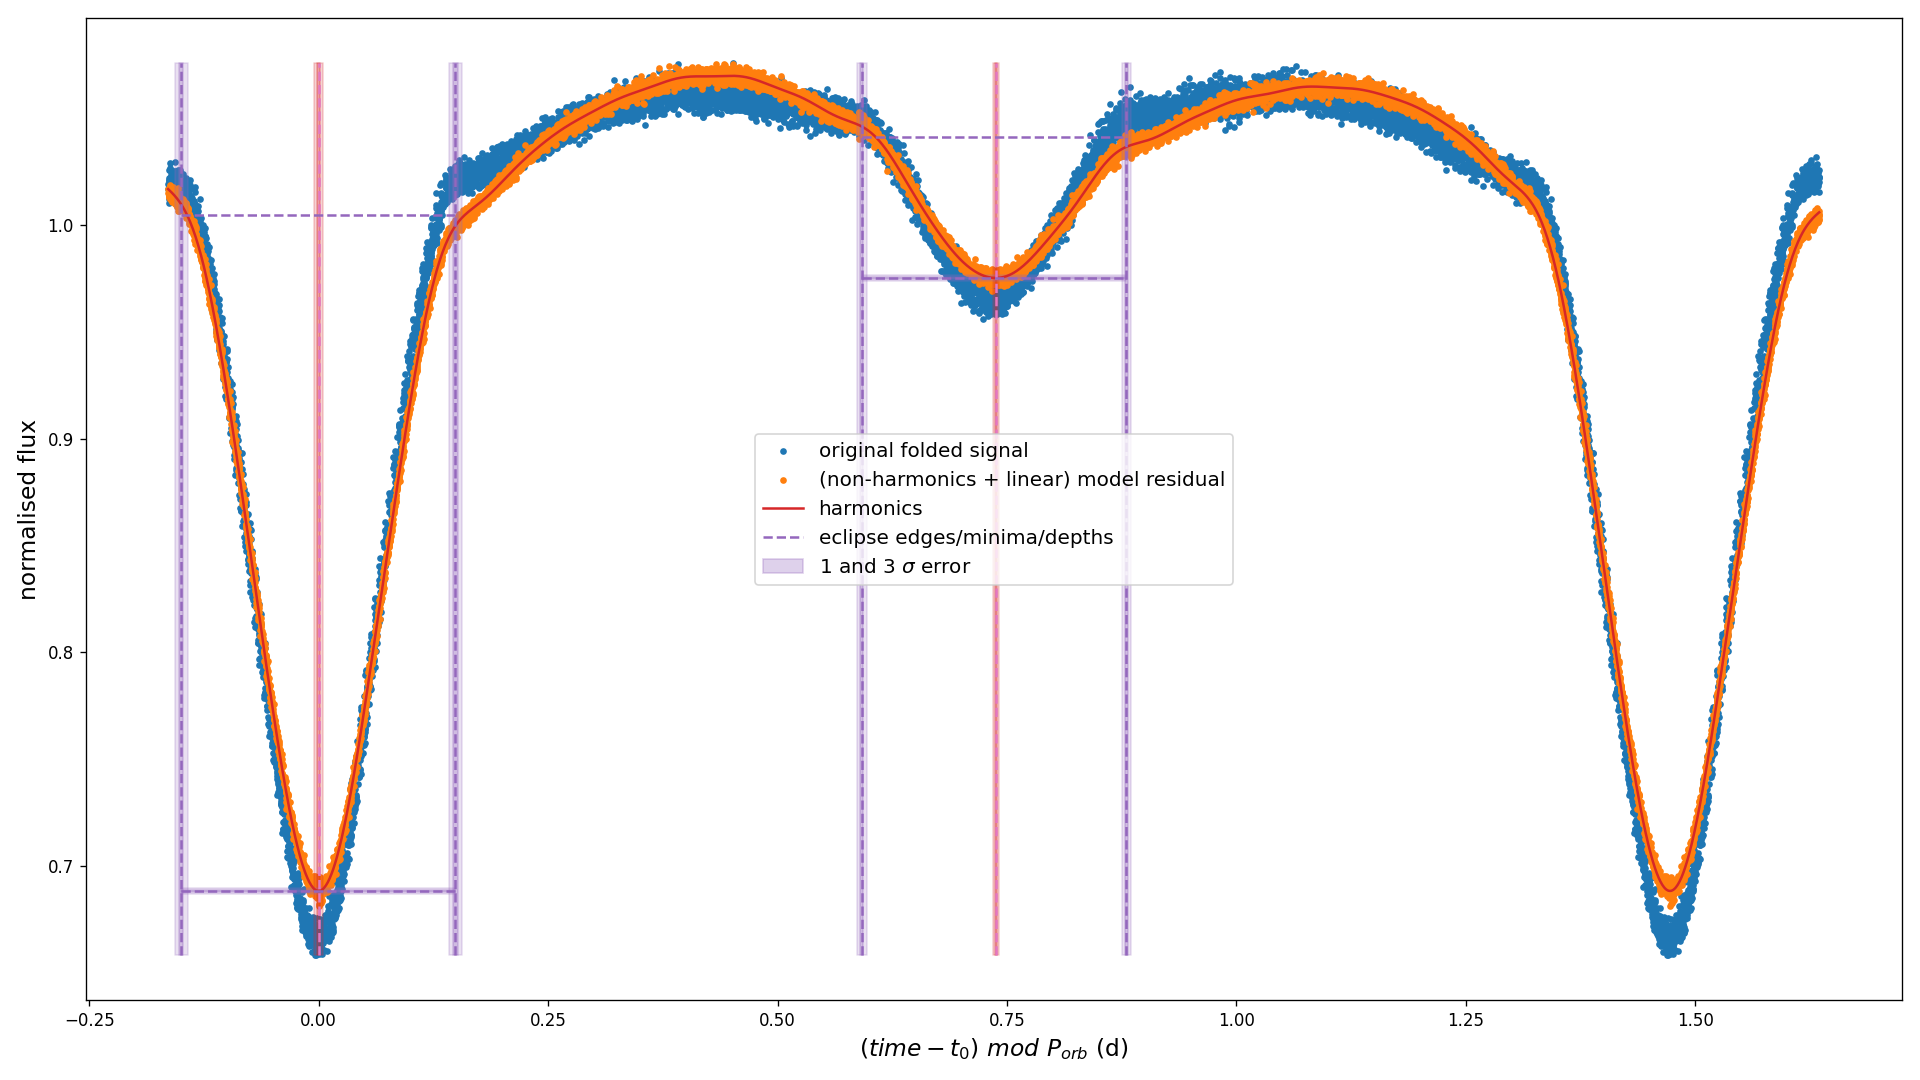 normalised flux
1.0
0.9
0.8
0.7
original folded signal
(non-harmonics + linear) model residual
harmonics
eclipse edges/minima/depths
1 and 3 σ error
−0.25 0.00 0.25 0.50 0.75 1.00 1.25 1.50
(time − t₀) mod P_orb (d)